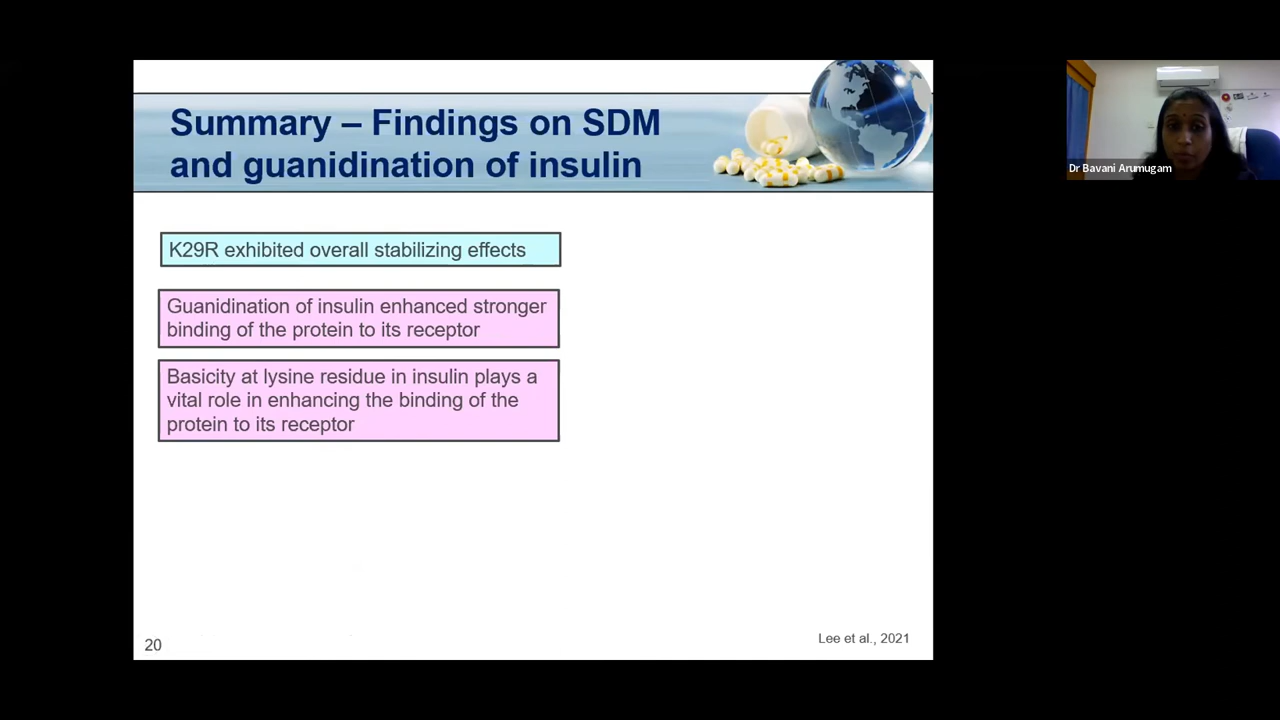 Summary – Findings on SDM
and guanidination of insulin
K29R exhibited overall stabilizing effects
Guanidination of insulin enhanced stronger
binding of the protein to its receptor
Basicity at lysine residue in insulin plays a
vital role in enhancing the binding of the
protein to its receptor
20
Lee et al., 2021
Dr Bavani Arumugam